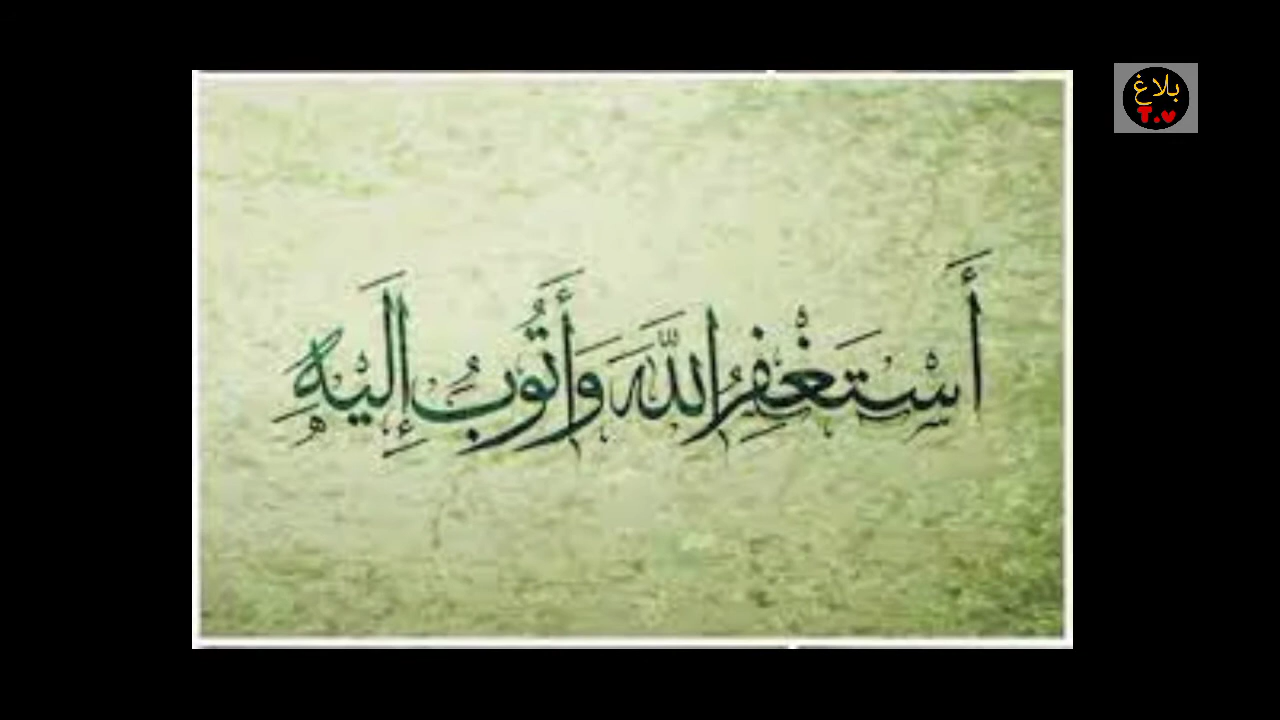 أَسْتَغْفِرُ اللَّهَ وَأَتُوبُ إِلَيْهِ
بلاغ
T.v